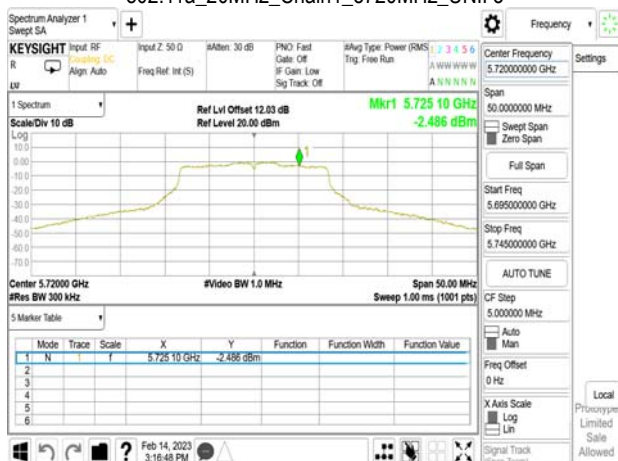 Spectrum Analyzer 1
Swept SA
+
Frequency
KEYSIGHT Input: RF
R
Coupling: DC
Align: Auto
LW
Input Z: 50 Ω
Freq Ref: Int (S)
#Atten: 30 dB
PNO: Fast
Gate: Off
IF Gain: Low
Sig Track: Off
#Avg Type: Power (RMS
Trig: Free Run
1 2 3 4 5 6
A W W W W W
A N N N N N
Center Frequency
5.720000000 GHz
Settings
Span
50.0000000 MHz
Swept Span
Zero Span
Full Span
Start Freq
5.695000000 GHz
Stop Freq
5.745000000 GHz
AUTO TUNE
CF Step
5.000000 MHz
Auto
Man
Freq Offset
0 Hz
X Axis Scale
Log
Lin
Signal Track
Local
Prototype
Limited
Sale
Allowed
1 Spectrum
Scale/Div 10 dB
Ref Lvl Offset 12.03 dB
Ref Level 20.00 dBm
Mkr1 5.725 10 GHz
-2.486 dBm
Log
10.0
0.00
-10.0
-20.0
-30.0
-40.0
-50.0
-60.0
-70.0
1
Center 5.72000 GHz
#Res BW 300 kHz
#Video BW 1.0 MHz
Span 50.00 MHz
Sweep 1.00 ms (1001 pts)
5 Marker Table
Mode Trace Scale X Y Function Function Width Function Value
1 N 1 f 5.725 10 GHz -2.486 dBm
2
3
4
5
6
?
Feb 14, 2023
3:16:48 PM